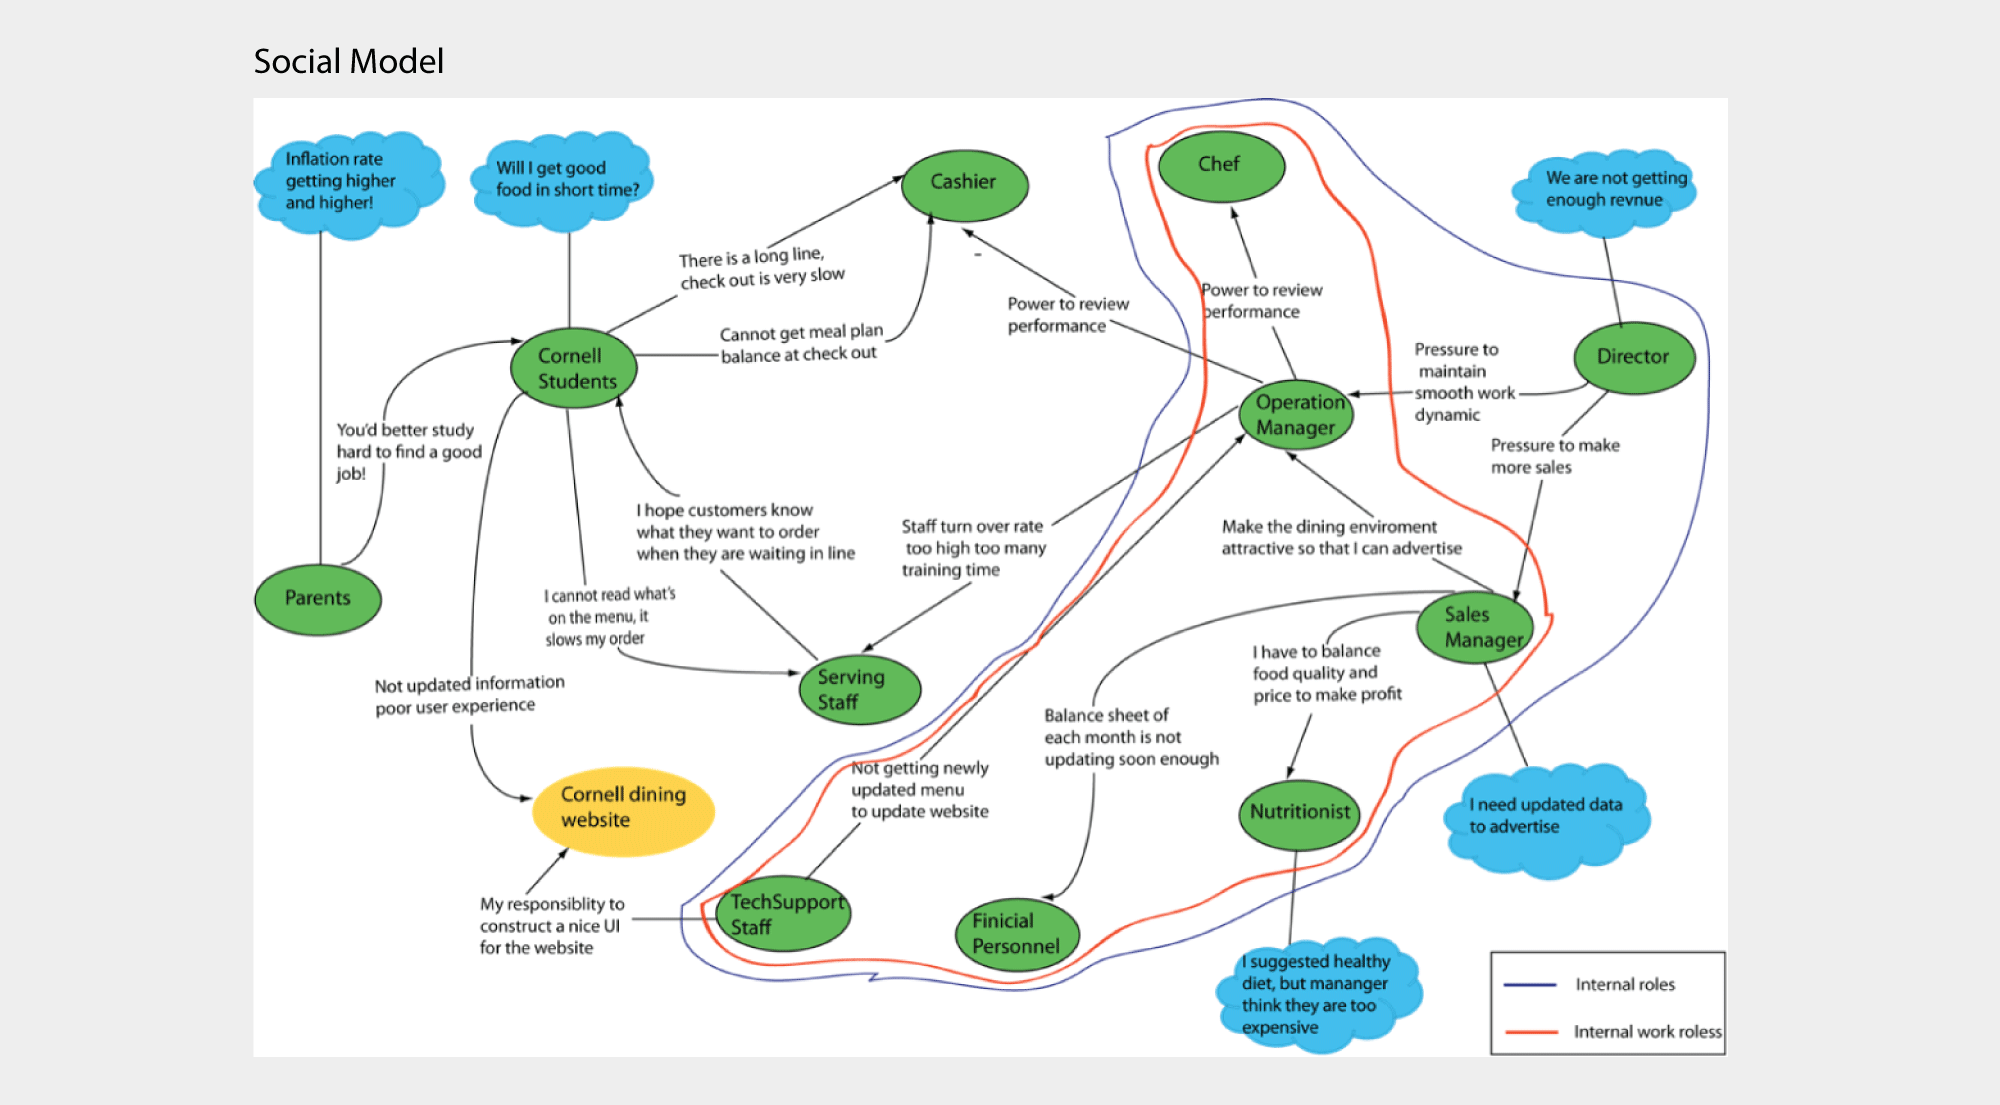 Social Model
Inflation rate
getting higher
and higher!
Will I get good
food in short time?
Cashier
Chef
We are not getting
enough revnue
There is a long line,
check out is very slow
Power to review
performance
Power to review
performance
Cannot get meal plan
balance at check out
Cornell
Students
Director
Pressure to
maintain
smooth work
dynamic
Operation
Manager
You'd better study
hard to find a good
job!
Pressure to make
more sales
I hope customers know
what they want to order
when they are waiting in line
Staff turn over rate
too high too many
training time
Make the dining enviroment
attractive so that I can advertise
Parents
I cannot read what's
on the menu, it
slows my order
Sales
Manager
Serving
Staff
I have to balance
food quality and
price to make profit
Not updated information
poor user experience
Balance sheet of
each month is not
updating soon enough
Not getting newly
updated menu
to update website
Cornell dining
website
Nutritionist
I need updated data
to advertise
My responsiblity to
construct a nice UI
for the website
TechSupport
Staff
Finicial
Personnel
I suggested healthy
diet, but mananger
think they are too
expensive
Internal roles
Internal work roless